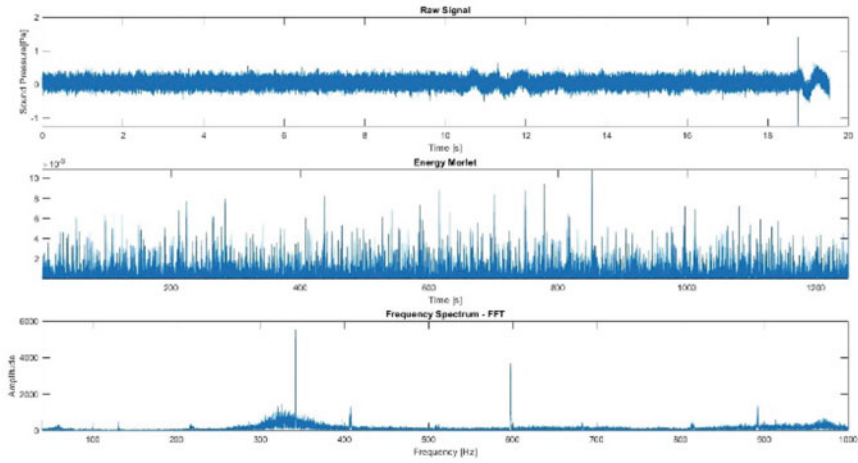 Raw Signal
2
1
0
-1
Sound Pressure[Pa]
0 2 4 6 8 10 12 14 16 18 20
Time [s]
Energy Morlet
×10⁻³
10
8
6
4
2
200 400 600 800 1000 1200
Time [s]
Frequency Spectrum - FFT
6000
4000
2000
0
Amplitude
100 200 300 400 500 600 700 800 900 1000
Frequency [Hz]